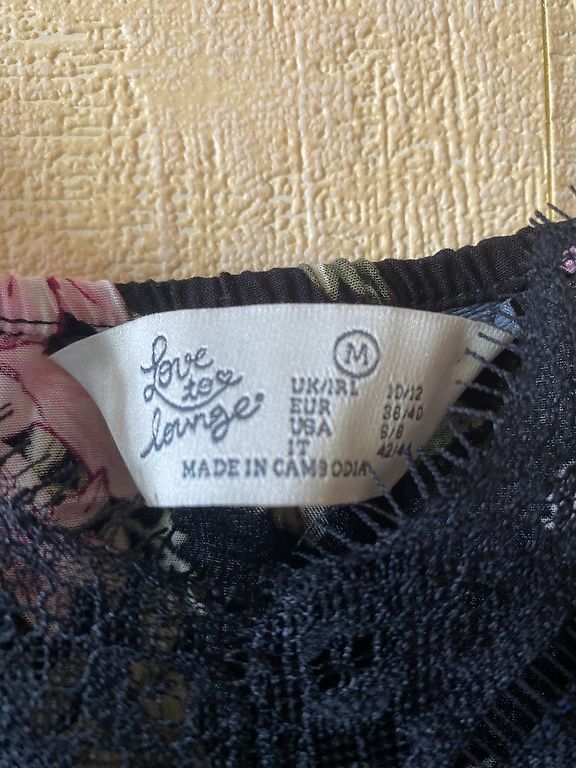 Love
to
lounge®
M
UK/IRL 10/12
EUR 38/40
USA 6/8
IT 42/44
MADE IN CAMBODIA